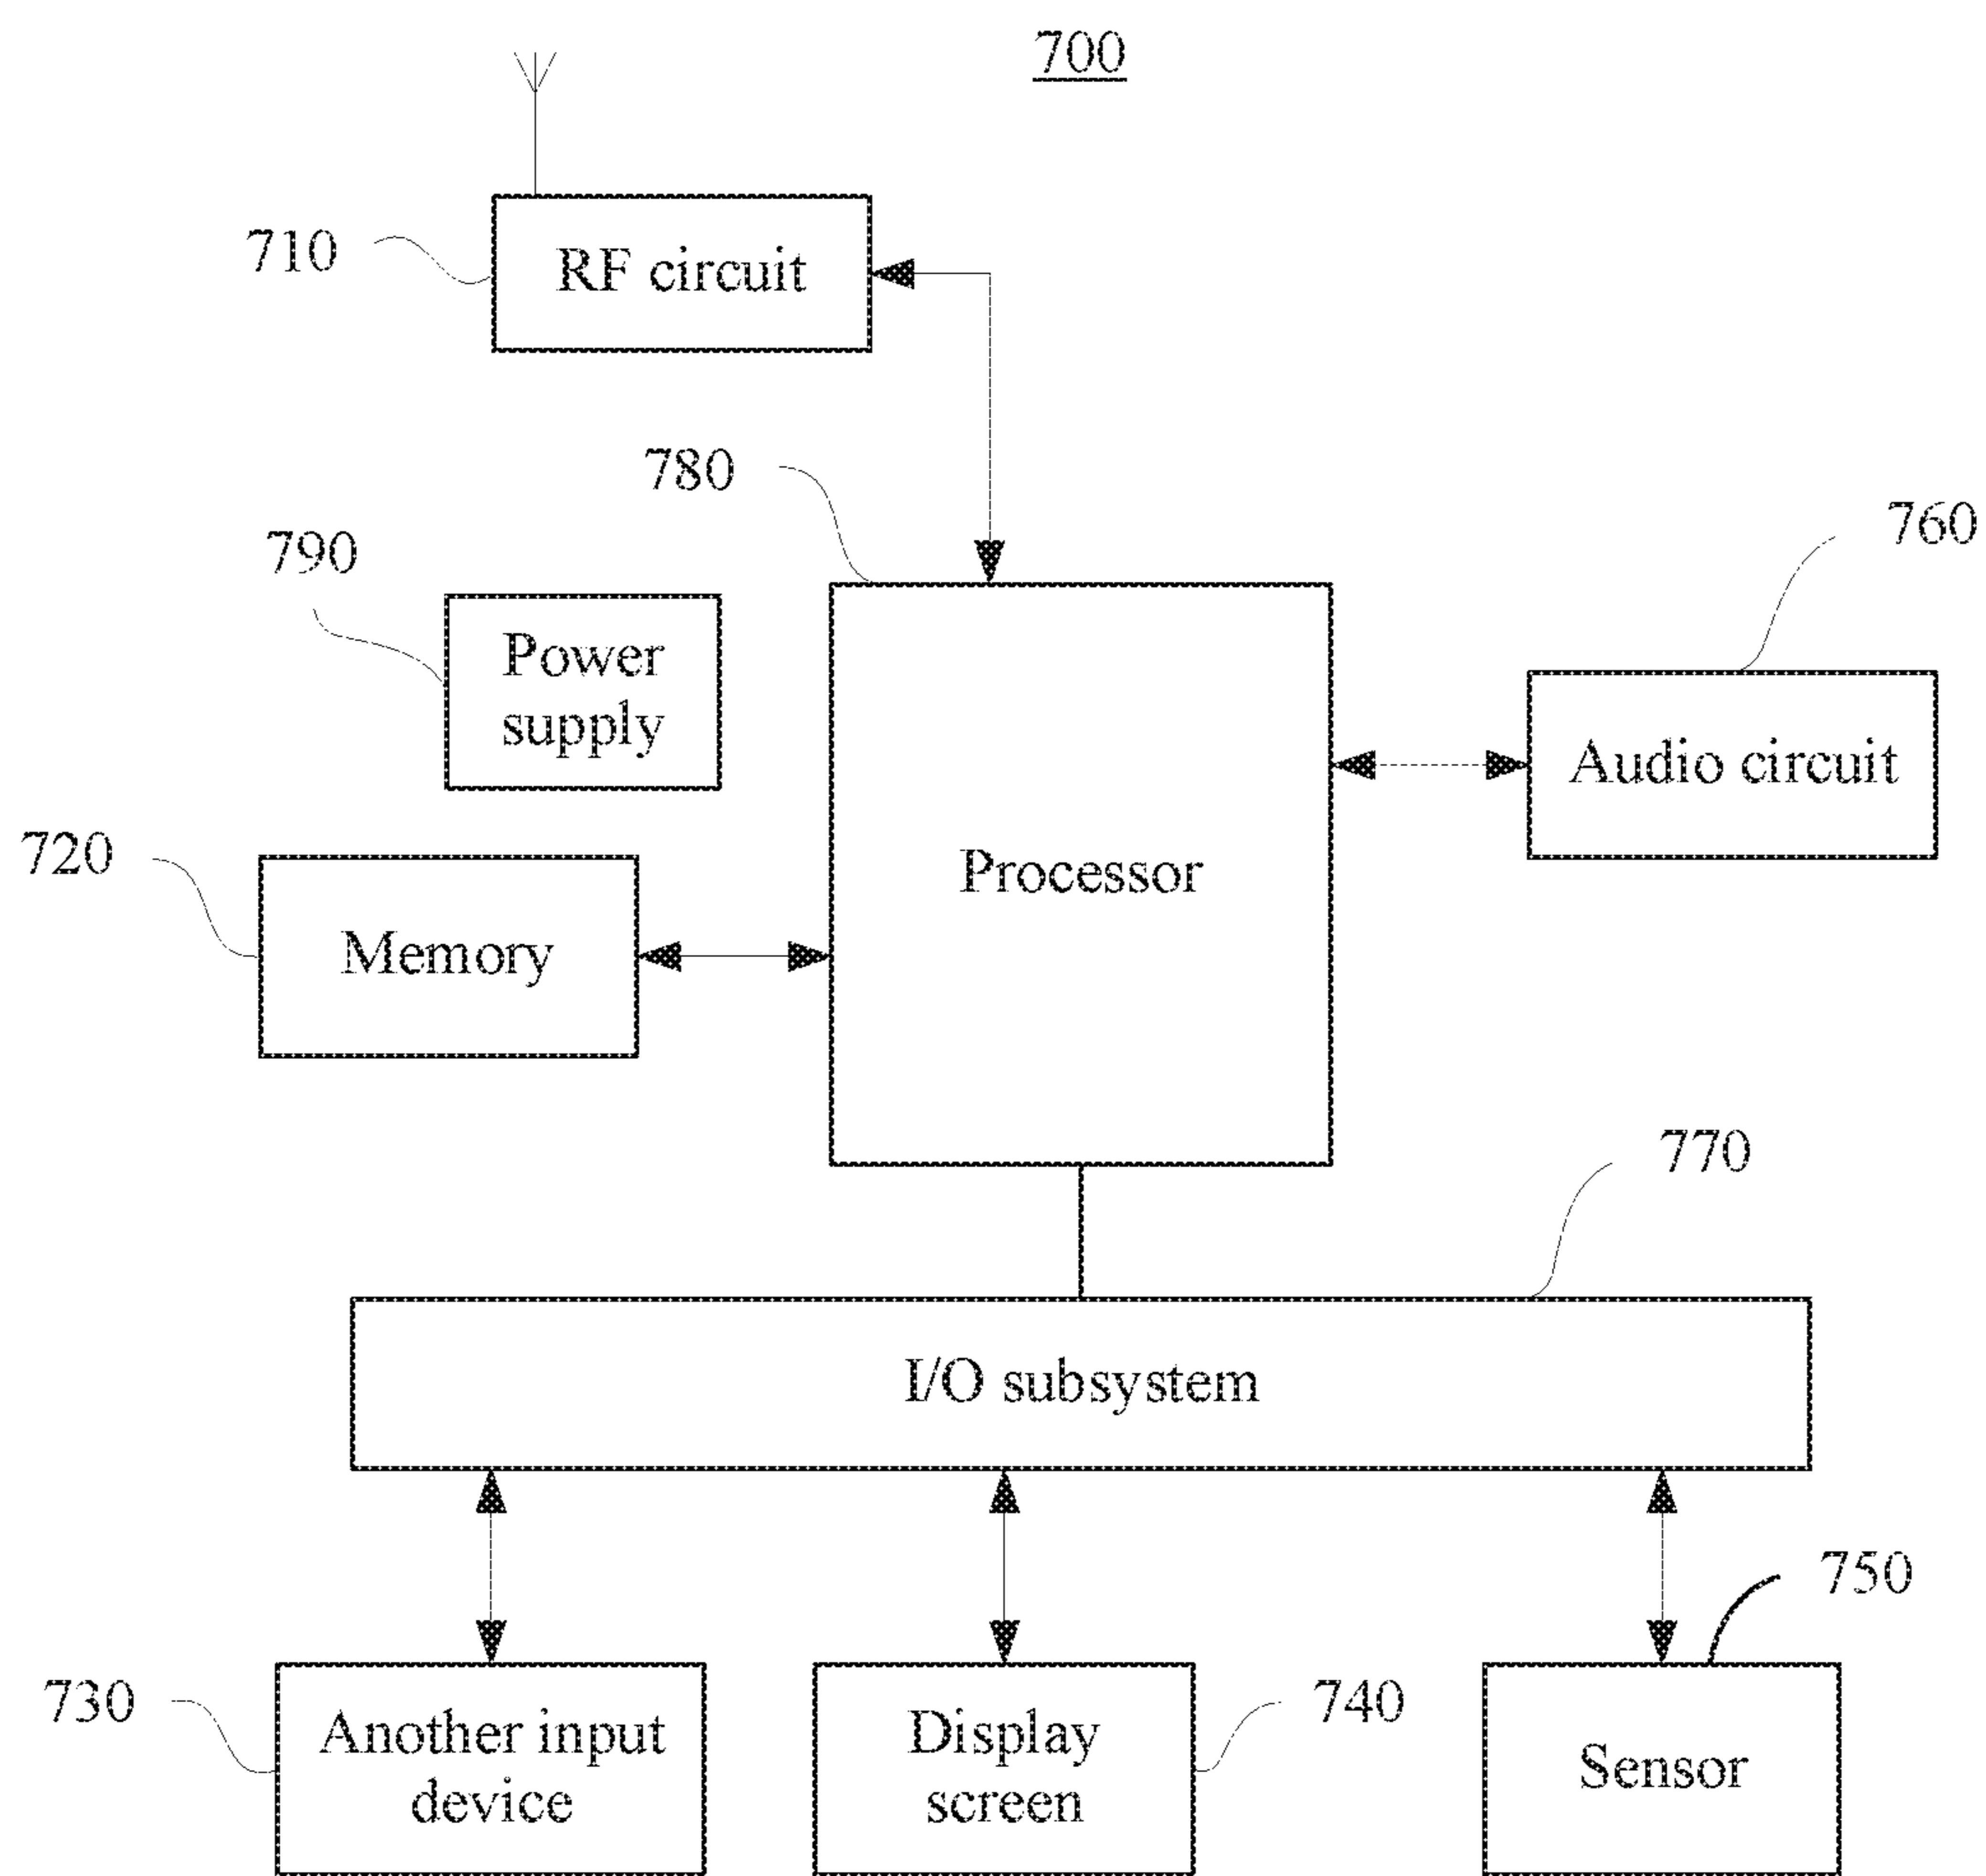 700
710
RF circuit
780
760
790
Power
supply
Audio circuit
720
Processor
Memory
770
I/O subsystem
750
730
740
Another input
device
Display
screen
Sensor